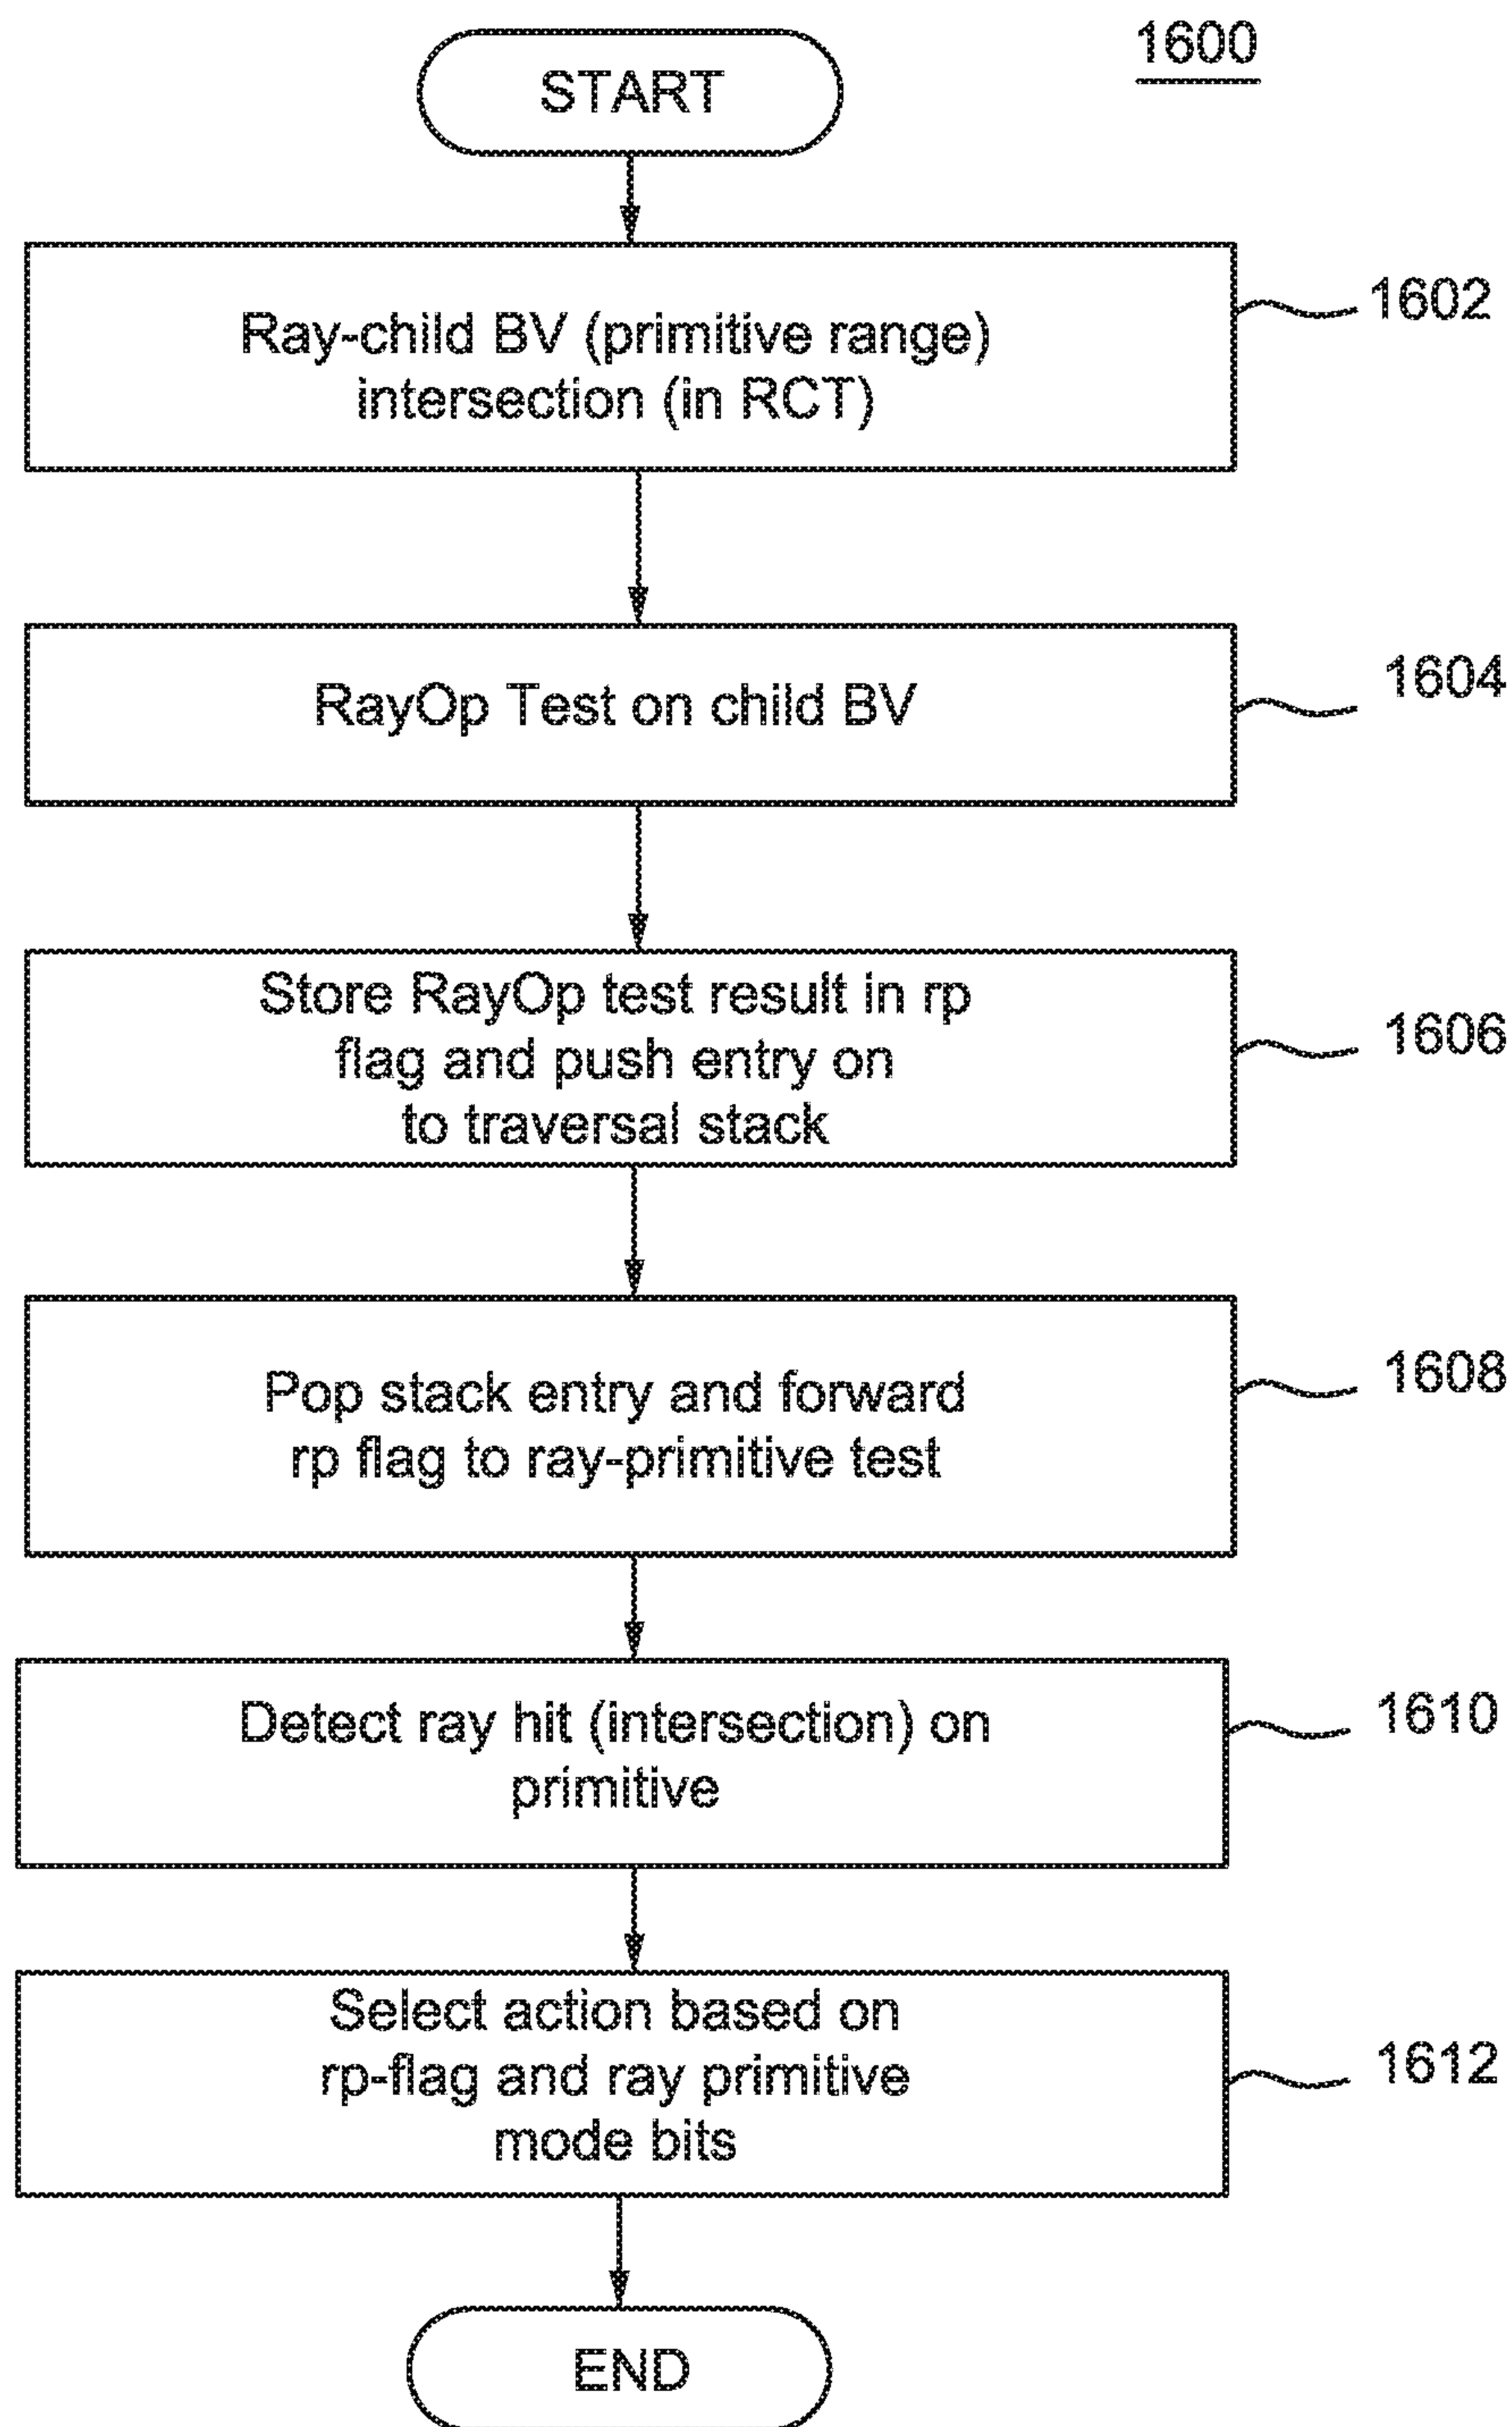 1600
START
Ray-child BV (primitive range)
intersection (in RCT)
1602
RayOp Test on child BV
1604
Store RayOp test result in rp
flag and push entry on
to traversal stack
1606
Pop stack entry and forward
rp flag to ray-primitive test
1608
Detect ray hit (intersection) on
primitive
1610
Select action based on
rp-flag and ray primitive
mode bits
1612
END